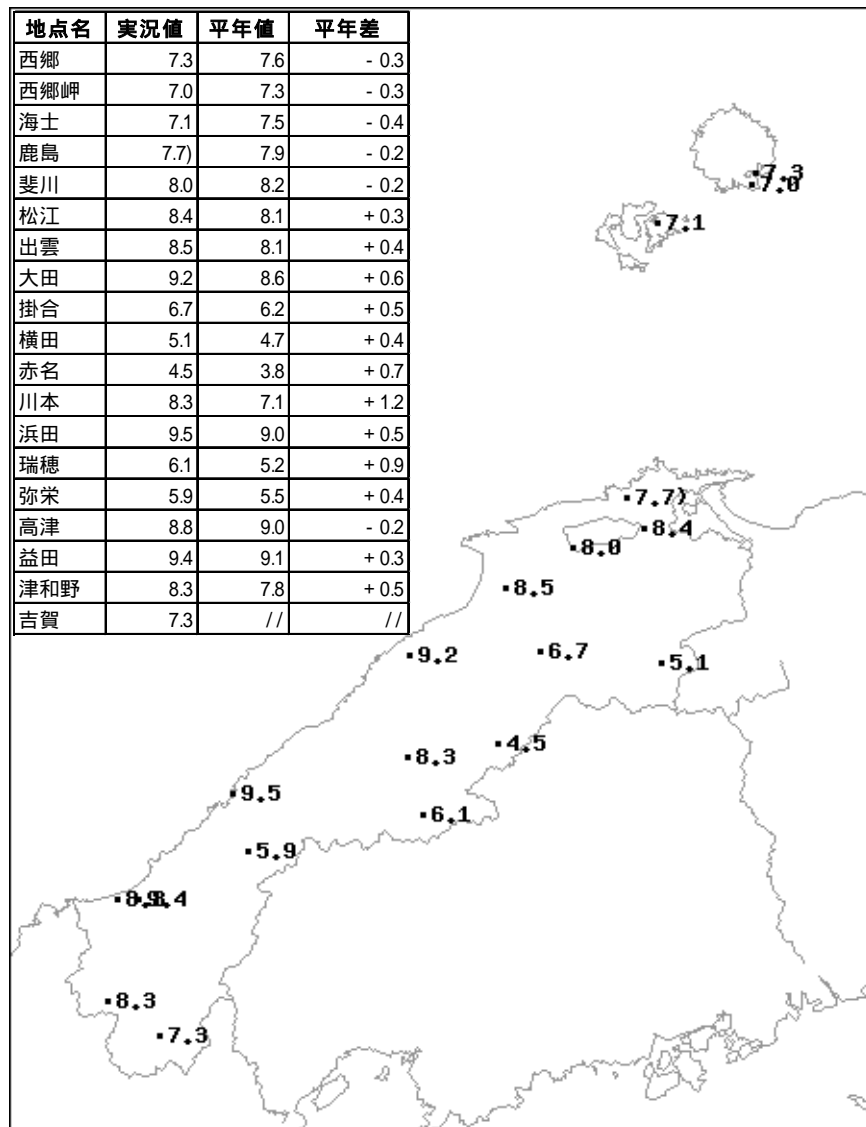 地点名 実況値 平年値 平年差
西郷 7.3 7.6 - 0.3
西郷岬 7.0 7.3 - 0.3
海士 7.1 7.5 - 0.4
鹿島 7.7) 7.9 - 0.2
斐川 8.0 8.2 - 0.2
松江 8.4 8.1 + 0.3
出雲 8.5 8.1 + 0.4
大田 9.2 8.6 + 0.6
掛合 6.7 6.2 + 0.5
横田 5.1 4.7 + 0.4
赤名 4.5 3.8 + 0.7
川本 8.3 7.1 + 1.2
浜田 9.5 9.0 + 0.5
瑞穂 6.1 5.2 + 0.9
弥栄 5.9 5.5 + 0.4
高津 8.8 9.0 - 0.2
益田 9.4 9.1 + 0.3
津和野 8.3 7.8 + 0.5
吉賀 7.3 // //
7.3
7.0
7.1
7.7)
8.4
8.0
8.5
6.7
9.2
5.1
4.5
8.3
9.5
6.1
5.9
8.3
7.3